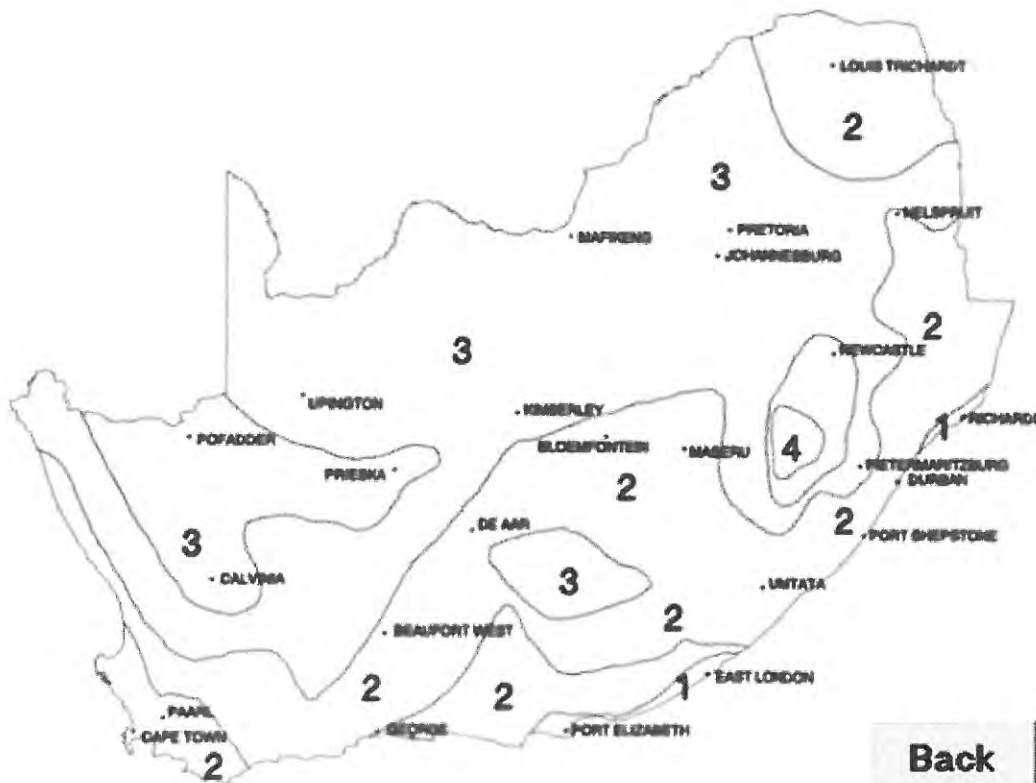 LOUIS TRICHARDT
2
3
NELSPRUIT
PRETORIA
MAFIKENG
JOHANNESBURG
2
3
NEWCASTLE
UPINGTON
KIMBERLEY
1
RICHARDS
POFADDER
BLOEMFONTEIN
MASERU
4
PRIESKA
PIETERMARITZBURG
DURBAN
2
DE AAR
2
PORT SHEPSTONE
3
CALVINIA
3
UMTATA
2
BEAUFORT WEST
2
2
1
EAST LONDON
PAARL
CAPE TOWN
GEORGE
PORT ELIZABETH
2
Back